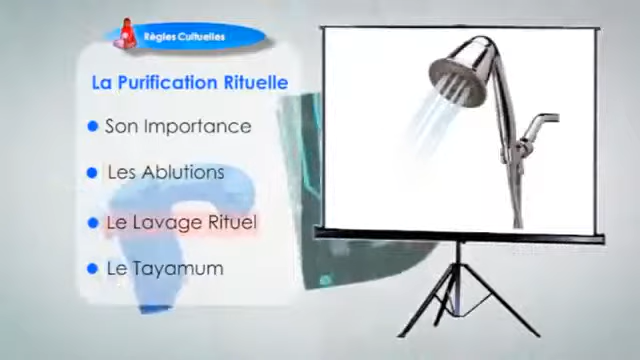 Règles Cultuelles
La Purification Rituelle
Son Importance
Les Ablutions
Le Lavage Rituel
Le Tayamum